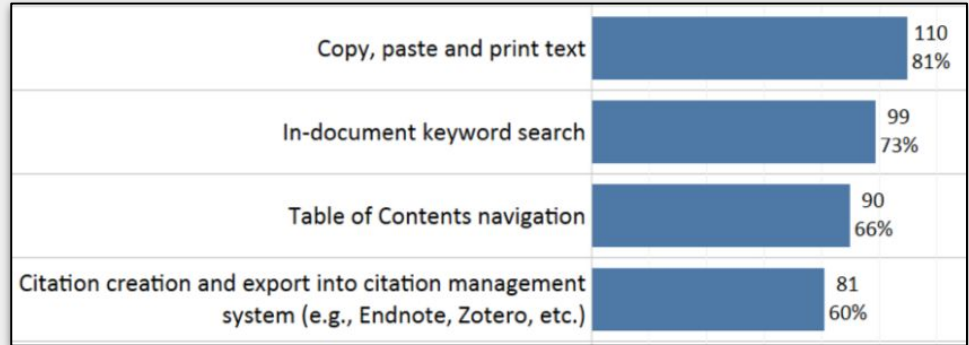 Copy, paste and print text
110
81%
In-document keyword search
99
73%
Table of Contents navigation
90
66%
Citation creation and export into citation management
system (e.g., Endnote, Zotero, etc.)
81
60%